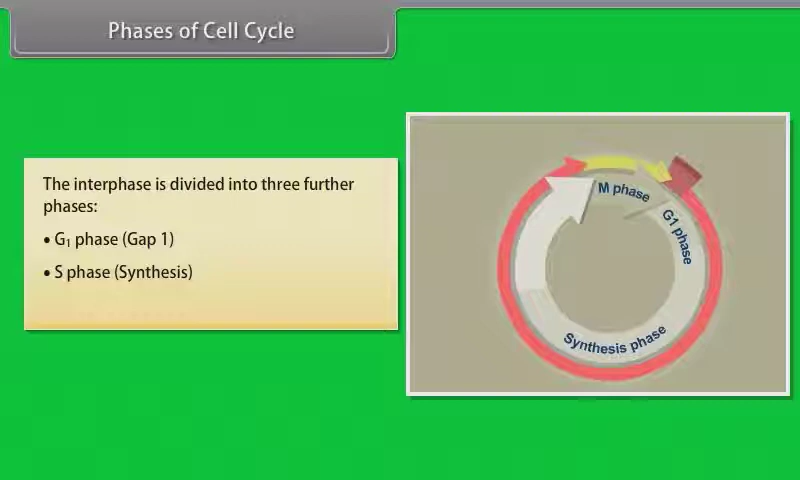 Phases of Cell Cycle
The interphase is divided into three further
phases:
• G₁ phase (Gap 1)
• S phase (Synthesis)
M phase
G1 phase
Synthesis phase